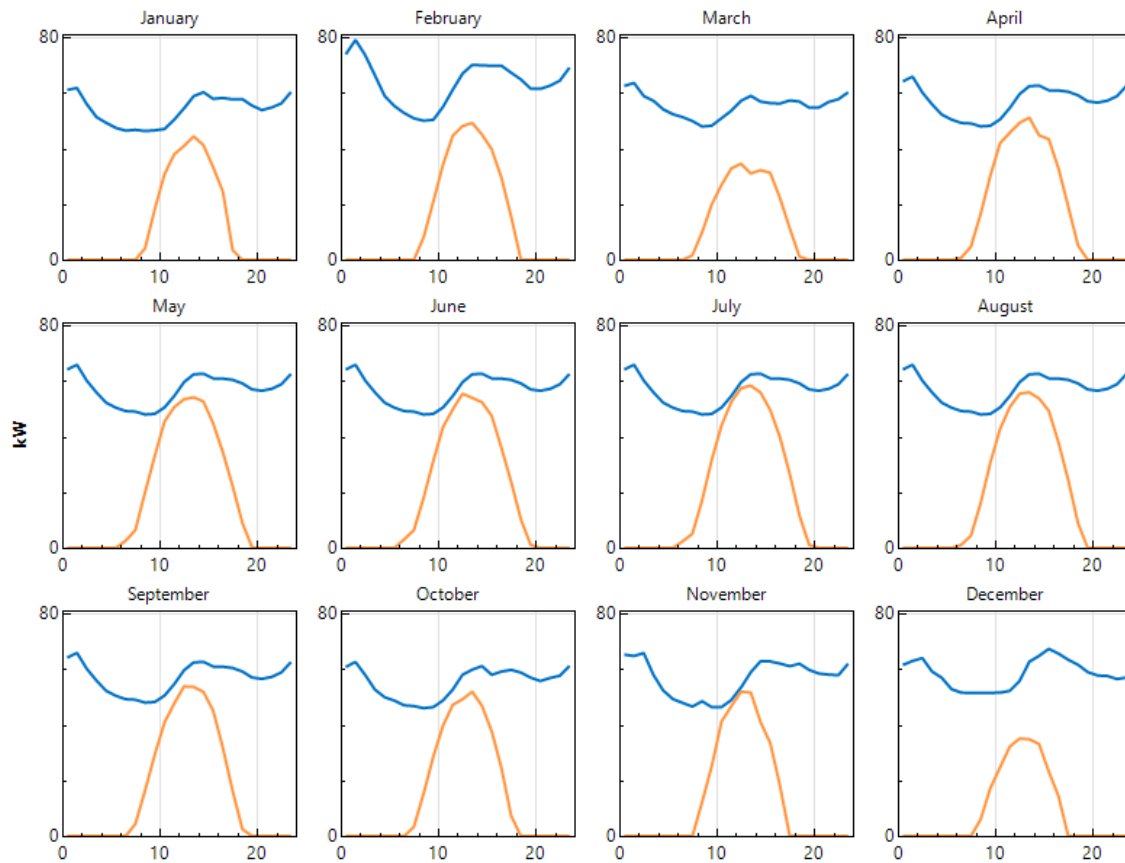 January February March April
80 80 80 80
0 0 0 0
0 10 20 0 10 20 0 10 20 0 10 20
May June July August
80 80 80 80
kW
0 0 0 0
0 10 20 0 10 20 0 10 20 0 10 20
September October November December
80 80 80 80
0 0 0 0
0 10 20 0 10 20 0 10 20 0 10 20